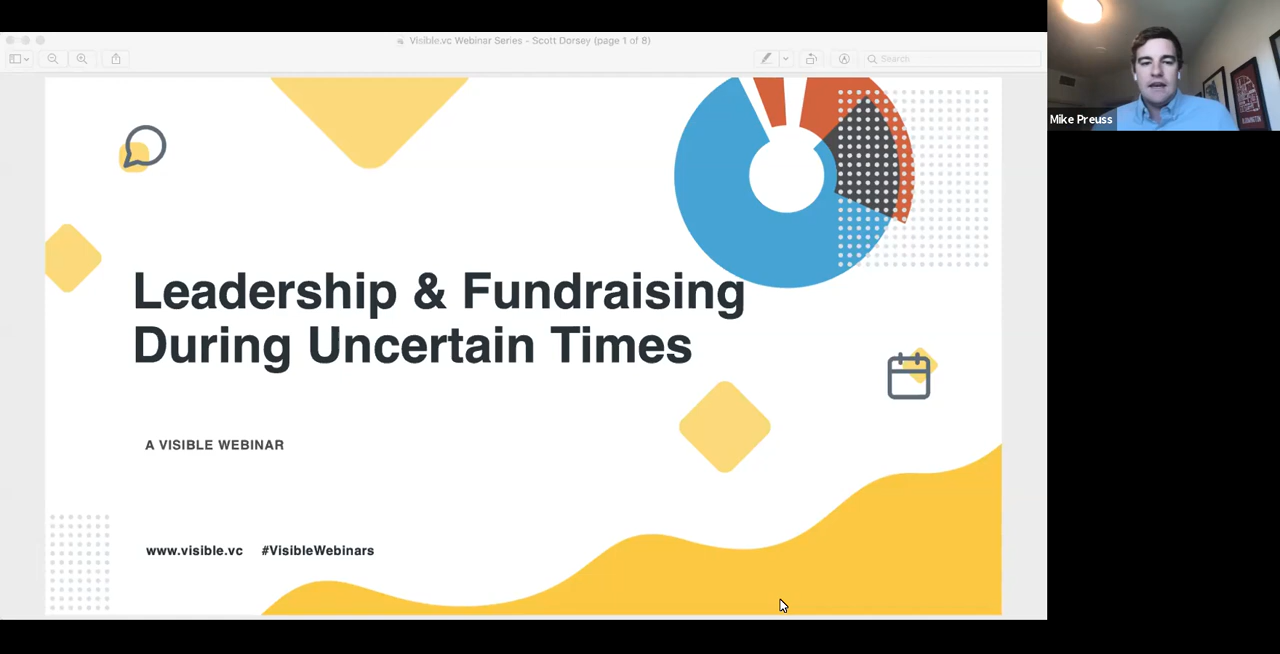 Visible.vc Webinar Series - Scott Dorsey (page 1 of 8)
Search
Mike Preuss
Leadership & Fundraising
During Uncertain Times
A VISIBLE WEBINAR
www.visible.vc #VisibleWebinars